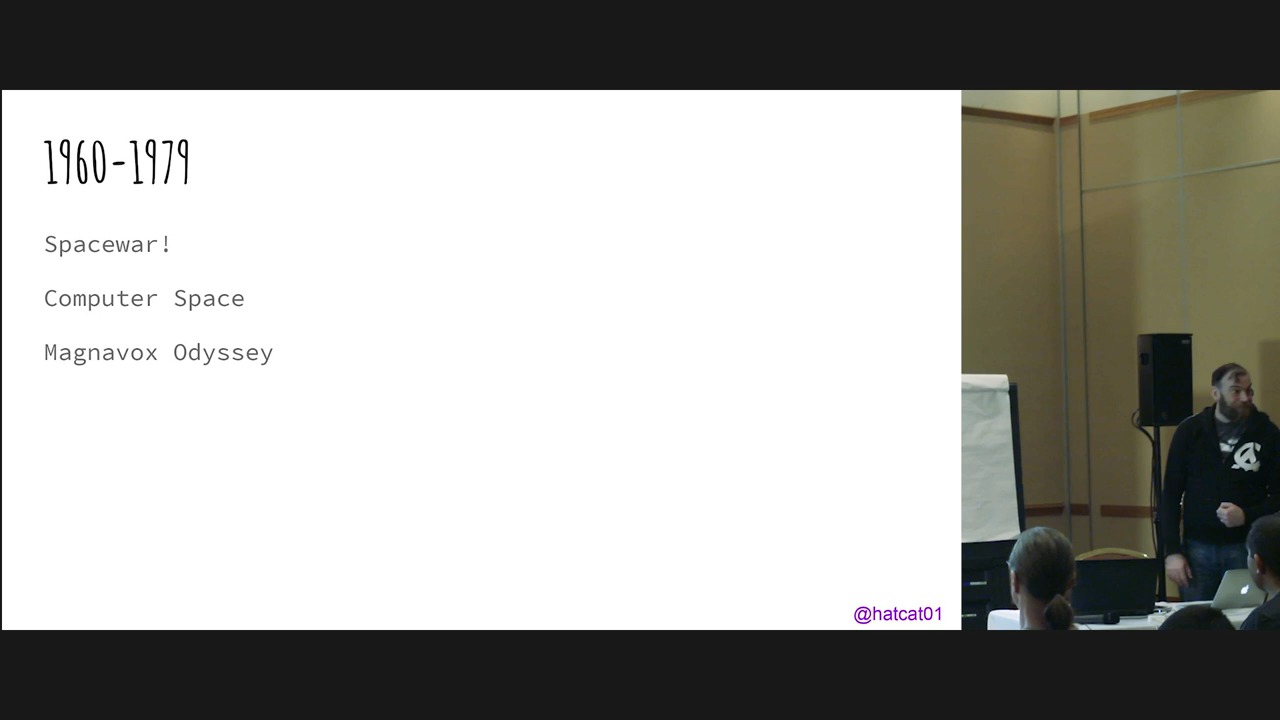 1960-1979
Spacewar!
Computer Space
Magnavox Odyssey
@hatcat01